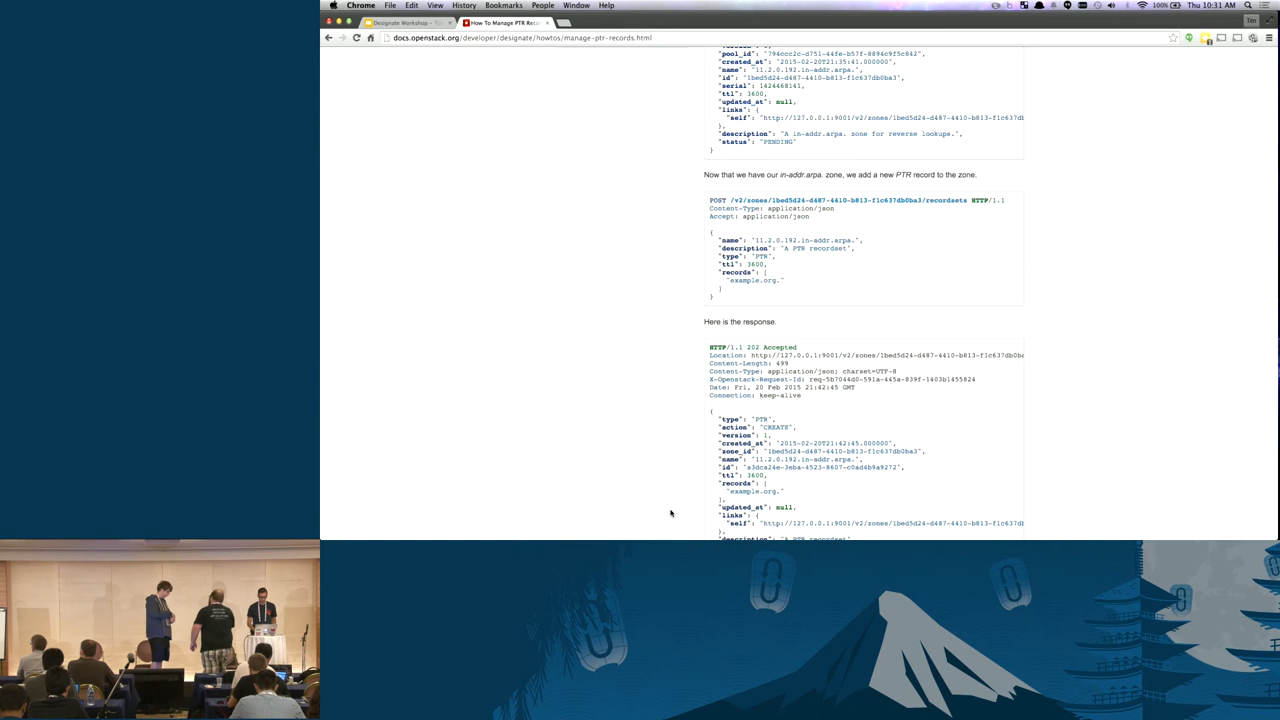 Chrome File Edit View History Bookmarks People Window Help 100% Thu 10:31 AM
Designate Workshop - How To Manage PTR Reco Tim
docs.openstack.org/developer/designate/howtos/manage-ptr-records.html
"pool_id": "794ccc2c-d751-44fe-b57f-8894c9f5c842",
"created_at": "2015-02-20T21:35:41.000000",
"name": "11.2.0.192.in-addr.arpa.",
"id": "1bed5d24-d487-4410-b813-f1c637db0ba3",
"serial": 1424468141,
"ttl": 3600,
"updated_at": null,
"links": {
"self": "http://127.0.0.1:9001/v2/zones/1bed5d24-d487-4410-b813-f1c637db
},
"description": "A in-addr.arpa. zone for reverse lookups.",
"status": "PENDING"
}
Now that we have our in-addr.arpa. zone, we add a new PTR record to the zone.
POST /v2/zones/1bed5d24-d487-4410-b813-f1c637db0ba3/recordsets HTTP/1.1
Content-Type: application/json
Accept: application/json
{
"name": "11.2.0.192.in-addr.arpa.",
"description": "A PTR recordset",
"type": "PTR",
"ttl": 3600,
"records": [
"example.org."
]
}
Here is the response.
HTTP/1.1 202 Accepted
Location: http://127.0.0.1:9001/v2/zones/1bed5d24-d487-4410-b813-f1c637db0ba
Content-Length: 499
Content-Type: application/json; charset=UTF-8
X-Openstack-Request-Id: req-5b7044d0-591a-445a-839f-1403b1455824
Date: Fri, 20 Feb 2015 21:42:45 GMT
Connection: keep-alive
{
"type": "PTR",
"action": "CREATE",
"version": 1,
"created_at": "2015-02-20T21:42:45.000000",
"zone_id": "1bed5d24-d487-4410-b813-f1c637db0ba3",
"name": "11.2.0.192.in-addr.arpa.",
"id": "a3dca24e-3eba-4523-8607-c0ad4b9a9272",
"ttl": 3600,
"records": [
"example.org."
],
"updated_at": null,
"links": {
"self": "http://127.0.0.1:9001/v2/zones/1bed5d24-d487-4410-b813-f1c637db
},
"description": "A PTR recordset",